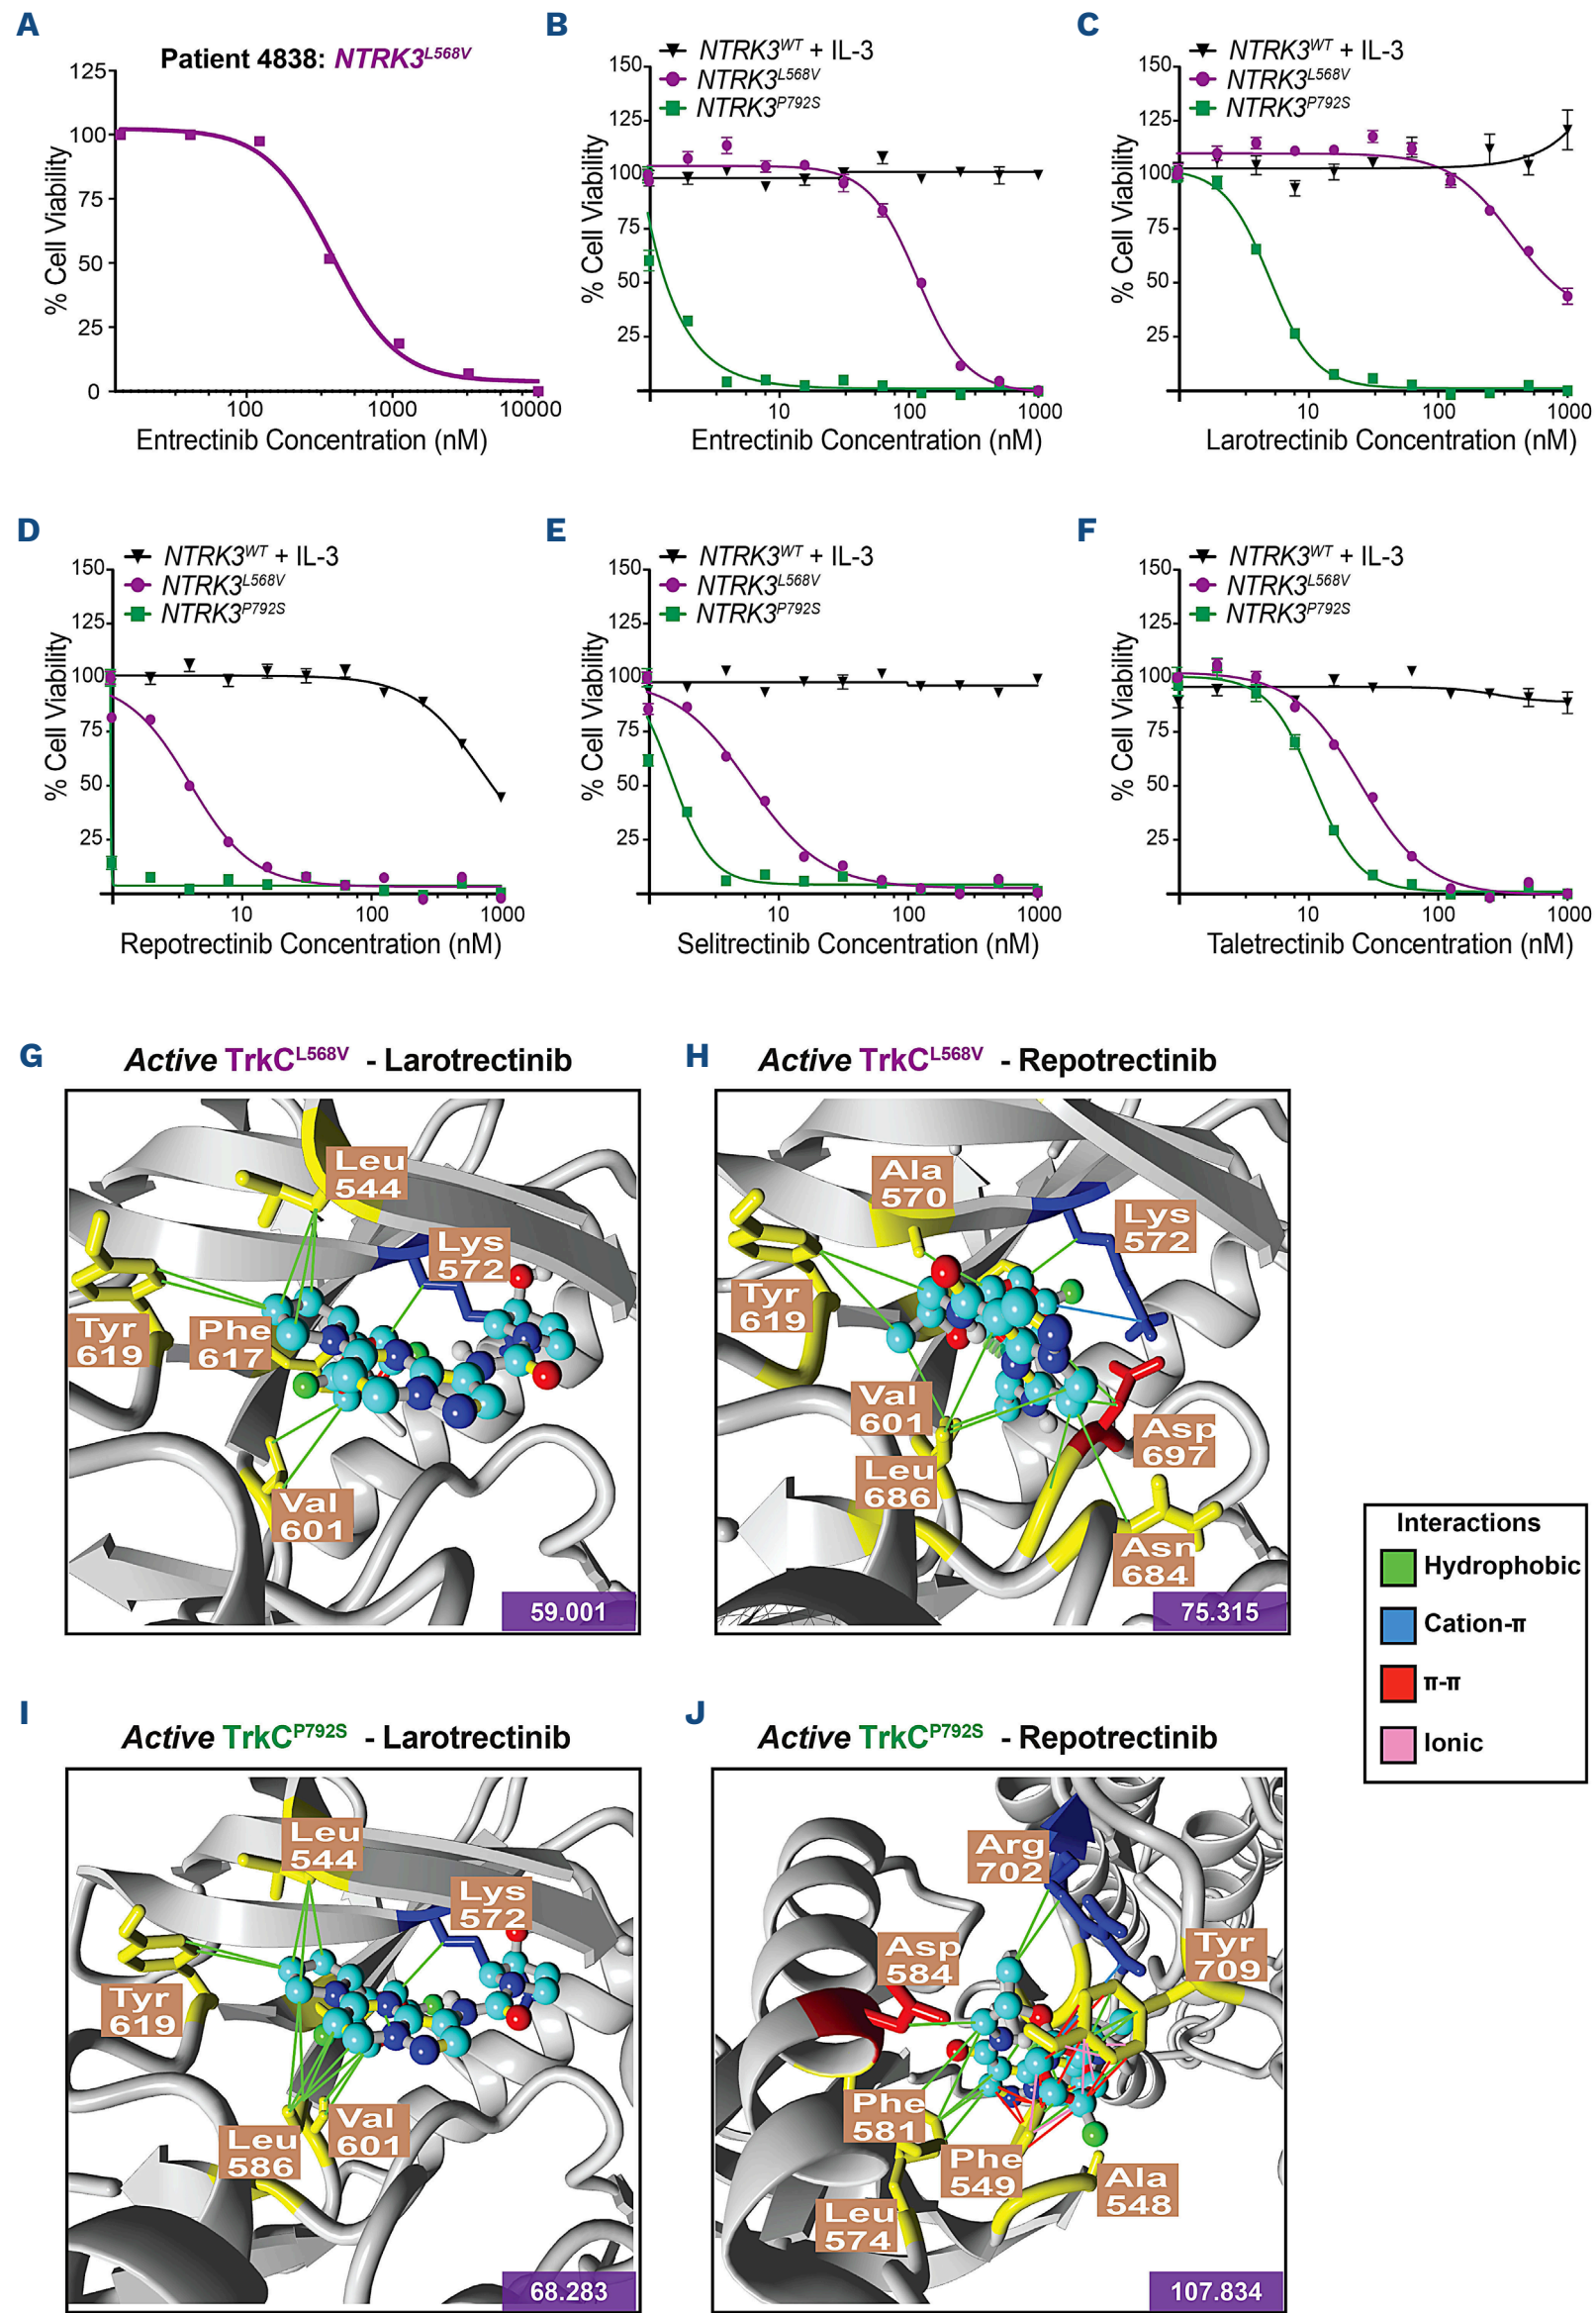 A
Patient 4838: NTRK3L568V
125
100
75
50
25
0
% Cell Viability
100
1000
10000
Entrectinib Concentration (nM)
B
NTRK3WT + IL-3
NTRK3L568V
NTRK3P792S
150
125
100
75
50
25
% Cell Viability
10
100
1000
Entrectinib Concentration (nM)
C
NTRK3WT + IL-3
NTRK3L568V
NTRK3P792S
150
125
100
75
50
25
% Cell Viability
10
100
1000
Larotrectinib Concentration (nM)
D
NTRK3WT + IL-3
NTRK3L568V
NTRK3P792S
150
125
100
75
50
25
% Cell Viability
10
100
1000
Repotrectinib Concentration (nM)
E
NTRK3WT + IL-3
NTRK3L568V
NTRK3P792S
150
125
100
75
50
25
% Cell Viability
10
100
1000
Selitrectinib Concentration (nM)
F
NTRK3WT + IL-3
NTRK3L568V
NTRK3P792S
150
125
100
75
50
25
% Cell Viability
10
100
1000
Taletrectinib Concentration (nM)
G
Active TrkCL568V - Larotrectinib
Leu
544
Lys
572
Tyr
619
Phe
617
Val
601
59.001
H
Active TrkCL568V - Repotrectinib
Ala
570
Lys
572
Tyr
619
Val
601
Asp
697
Leu
686
Asn
684
75.315
Interactions
Hydrophobic
Cation-π
π-π
Ionic
I
Active TrkCP792S - Larotrectinib
Leu
544
Lys
572
Tyr
619
Val
601
Leu
586
68.283
J
Active TrkCP792S - Repotrectinib
Arg
702
Asp
584
Tyr
709
Phe
581
Phe
549
Ala
548
Leu
574
107.834